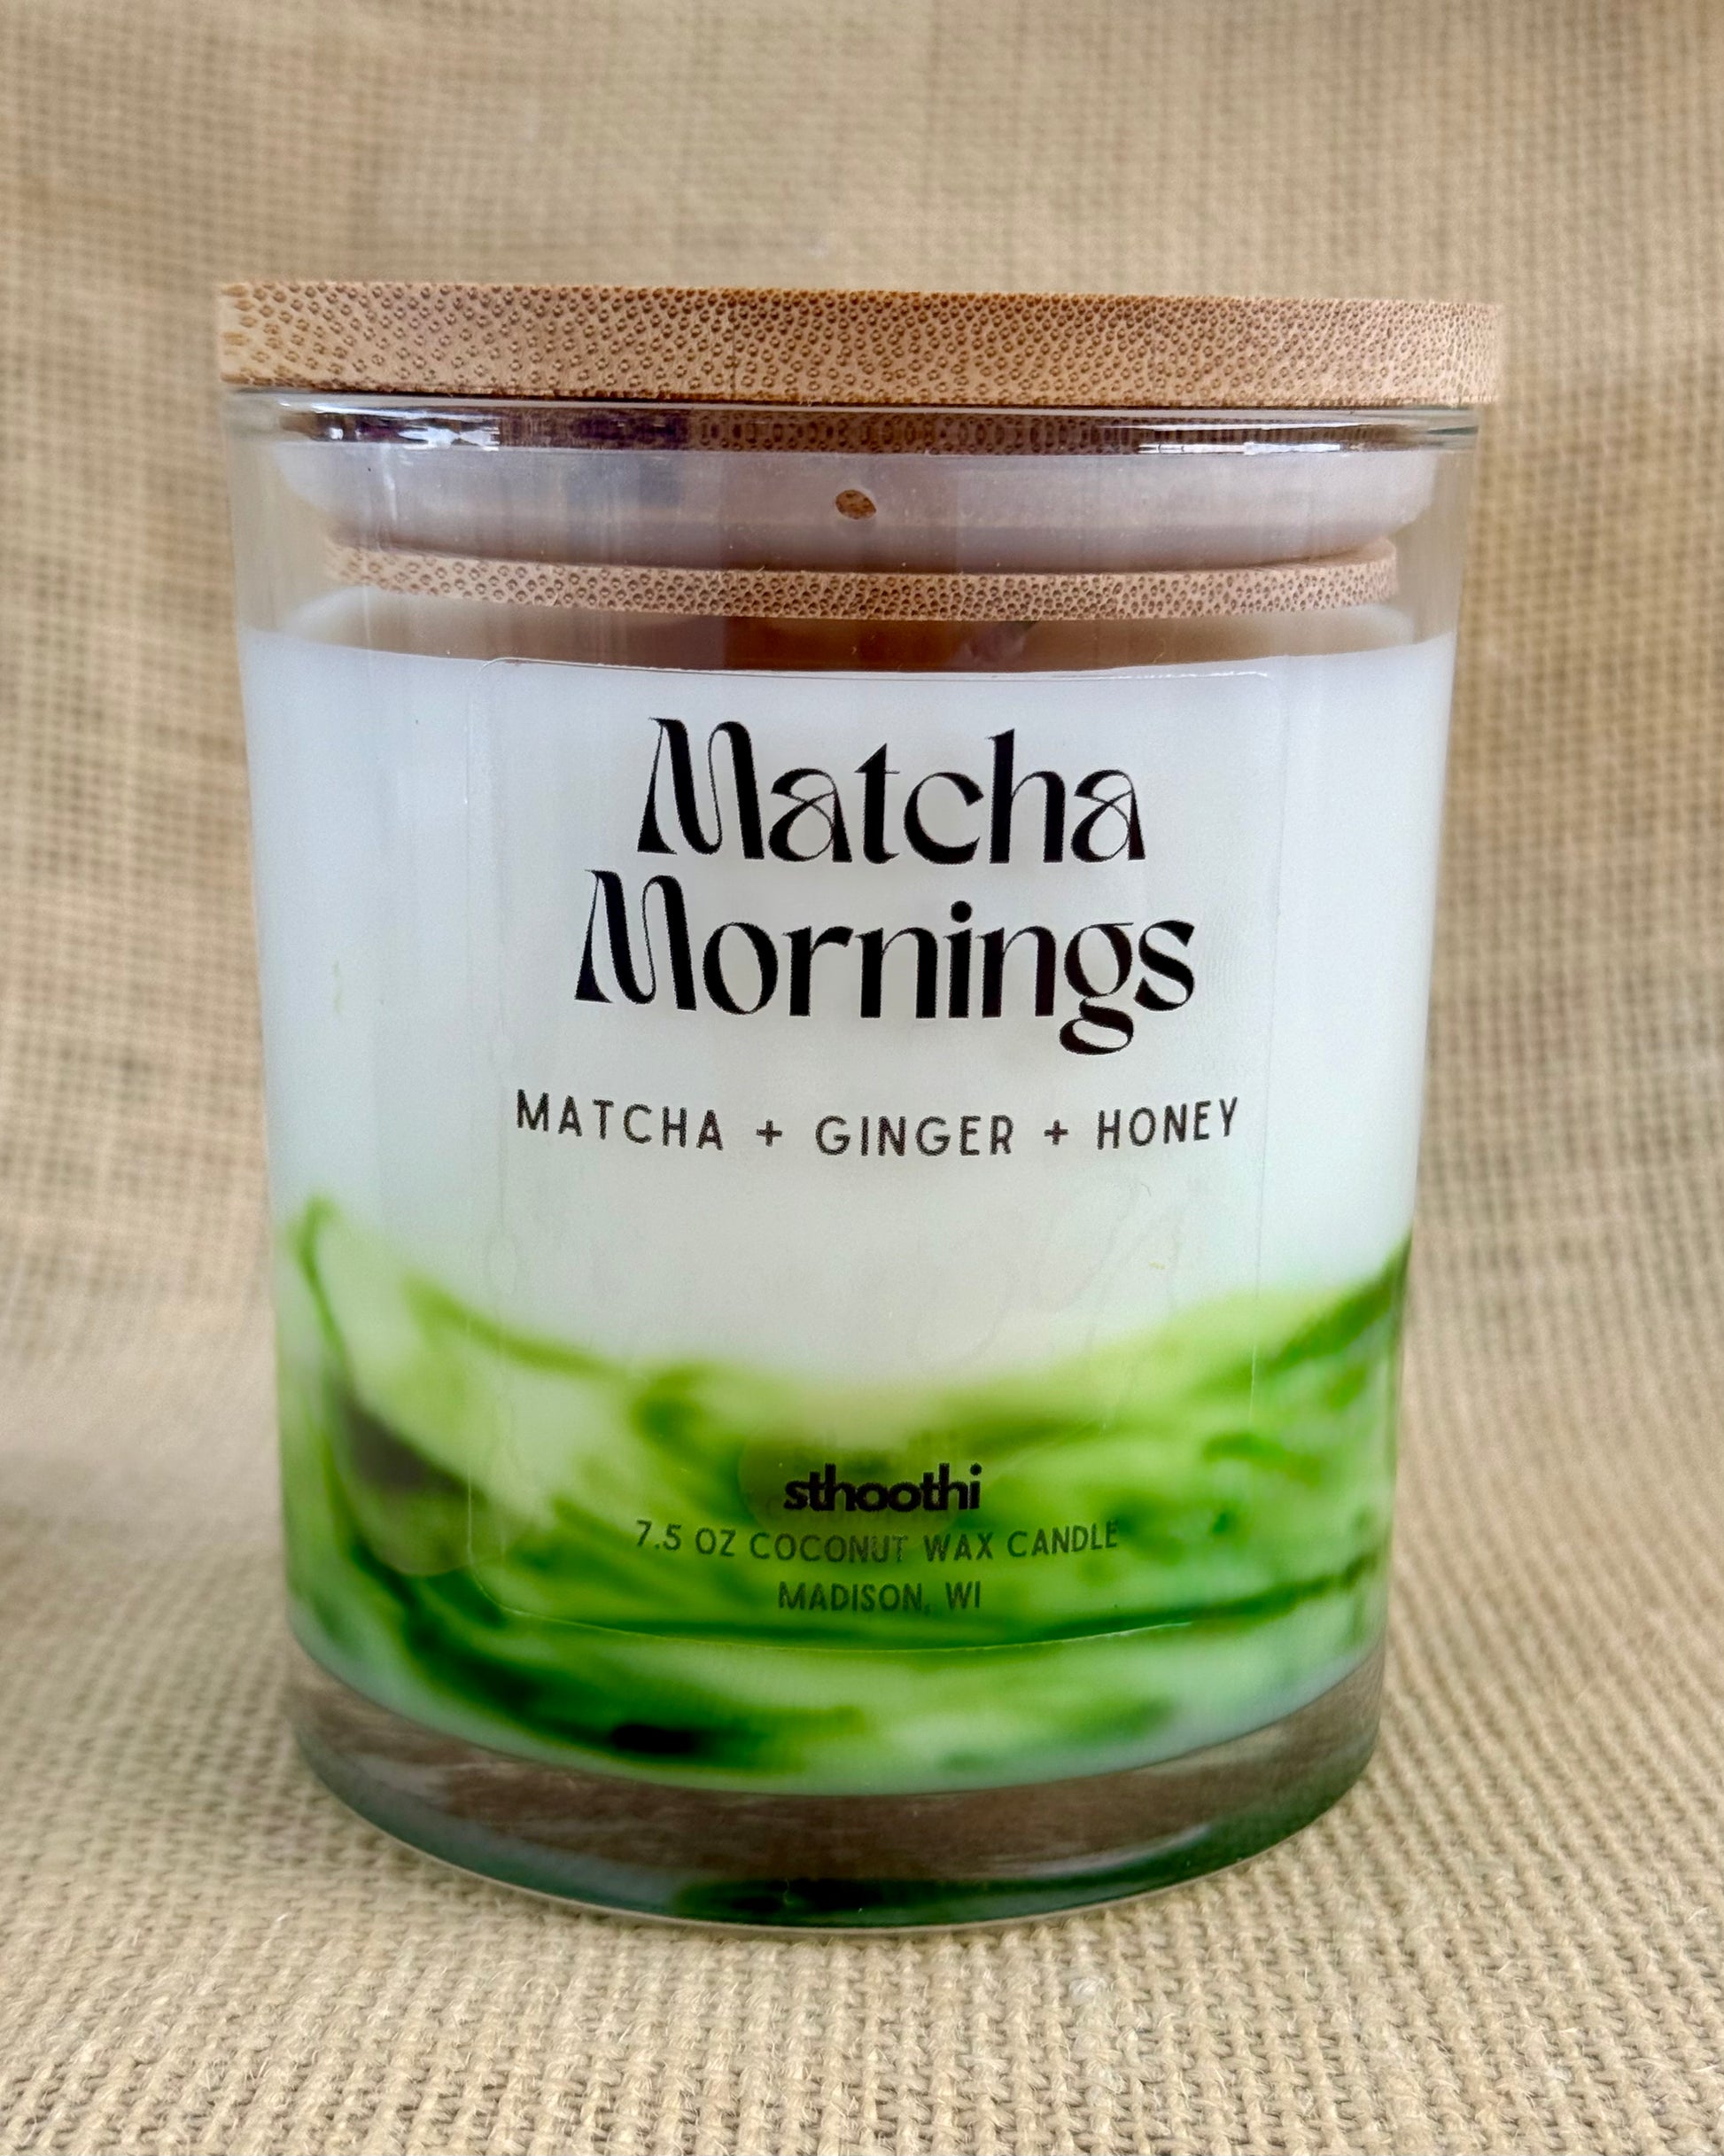 Matcha
Mornings
MATCHA + GINGER + HONEY
sthoothi
7.5 OZ COCONUT WAX CANDLE
MADISON, WI